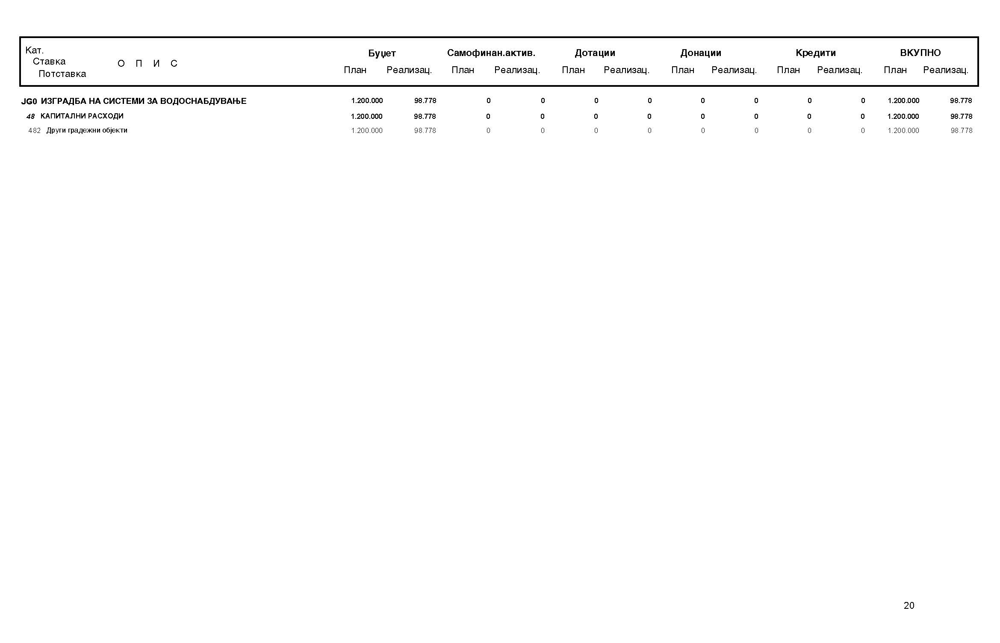 Кат.
Ставка
Потставка
О П И С
Буџет Самофинан.актив. Дотации Донации Кредити ВКУПНО
План Реализац. План Реализац. План Реализац. План Реализац. План Реализац. План Реализац.
JG0 ИЗГРАДБА НА СИСТЕМИ ЗА ВОДОСНАБДУВАЊЕ 1.200.000 98.778 0 0 0 0 0 0 0 0 1.200.000 98.778
48 КАПИТАЛНИ РАСХОДИ 1.200.000 98.778 0 0 0 0 0 0 0 0 1.200.000 98.778
482 Други градежни објекти 1.200.000 98.778 0 0 0 0 0 0 0 0 1.200.000 98.778
20